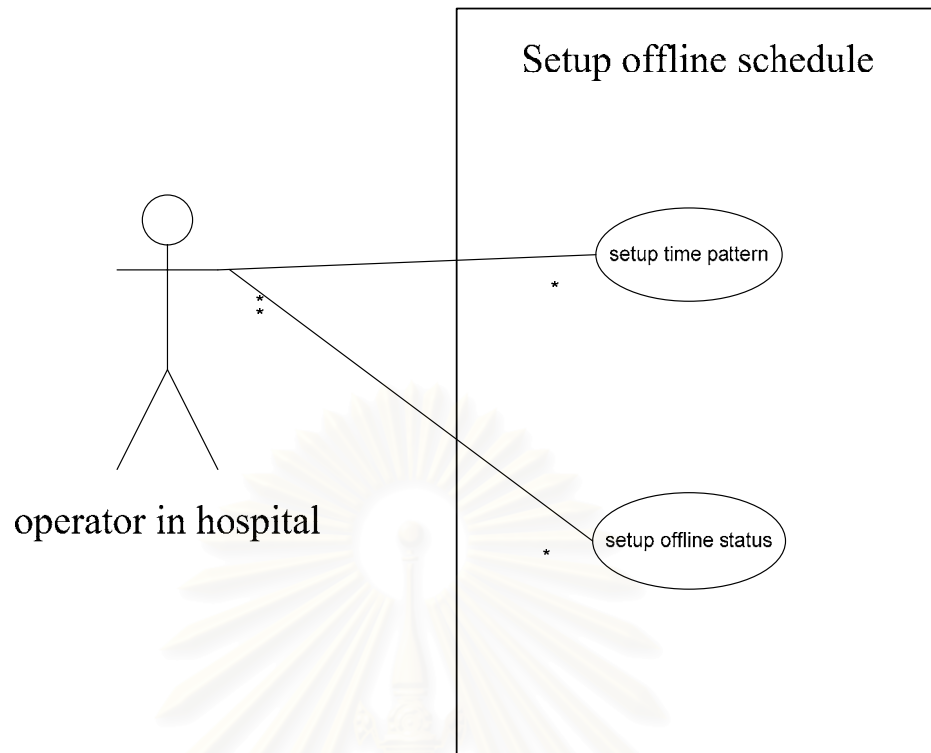 Setup offline schedule
setup time pattern
*
*
*
operator in hospital
setup offline status
*